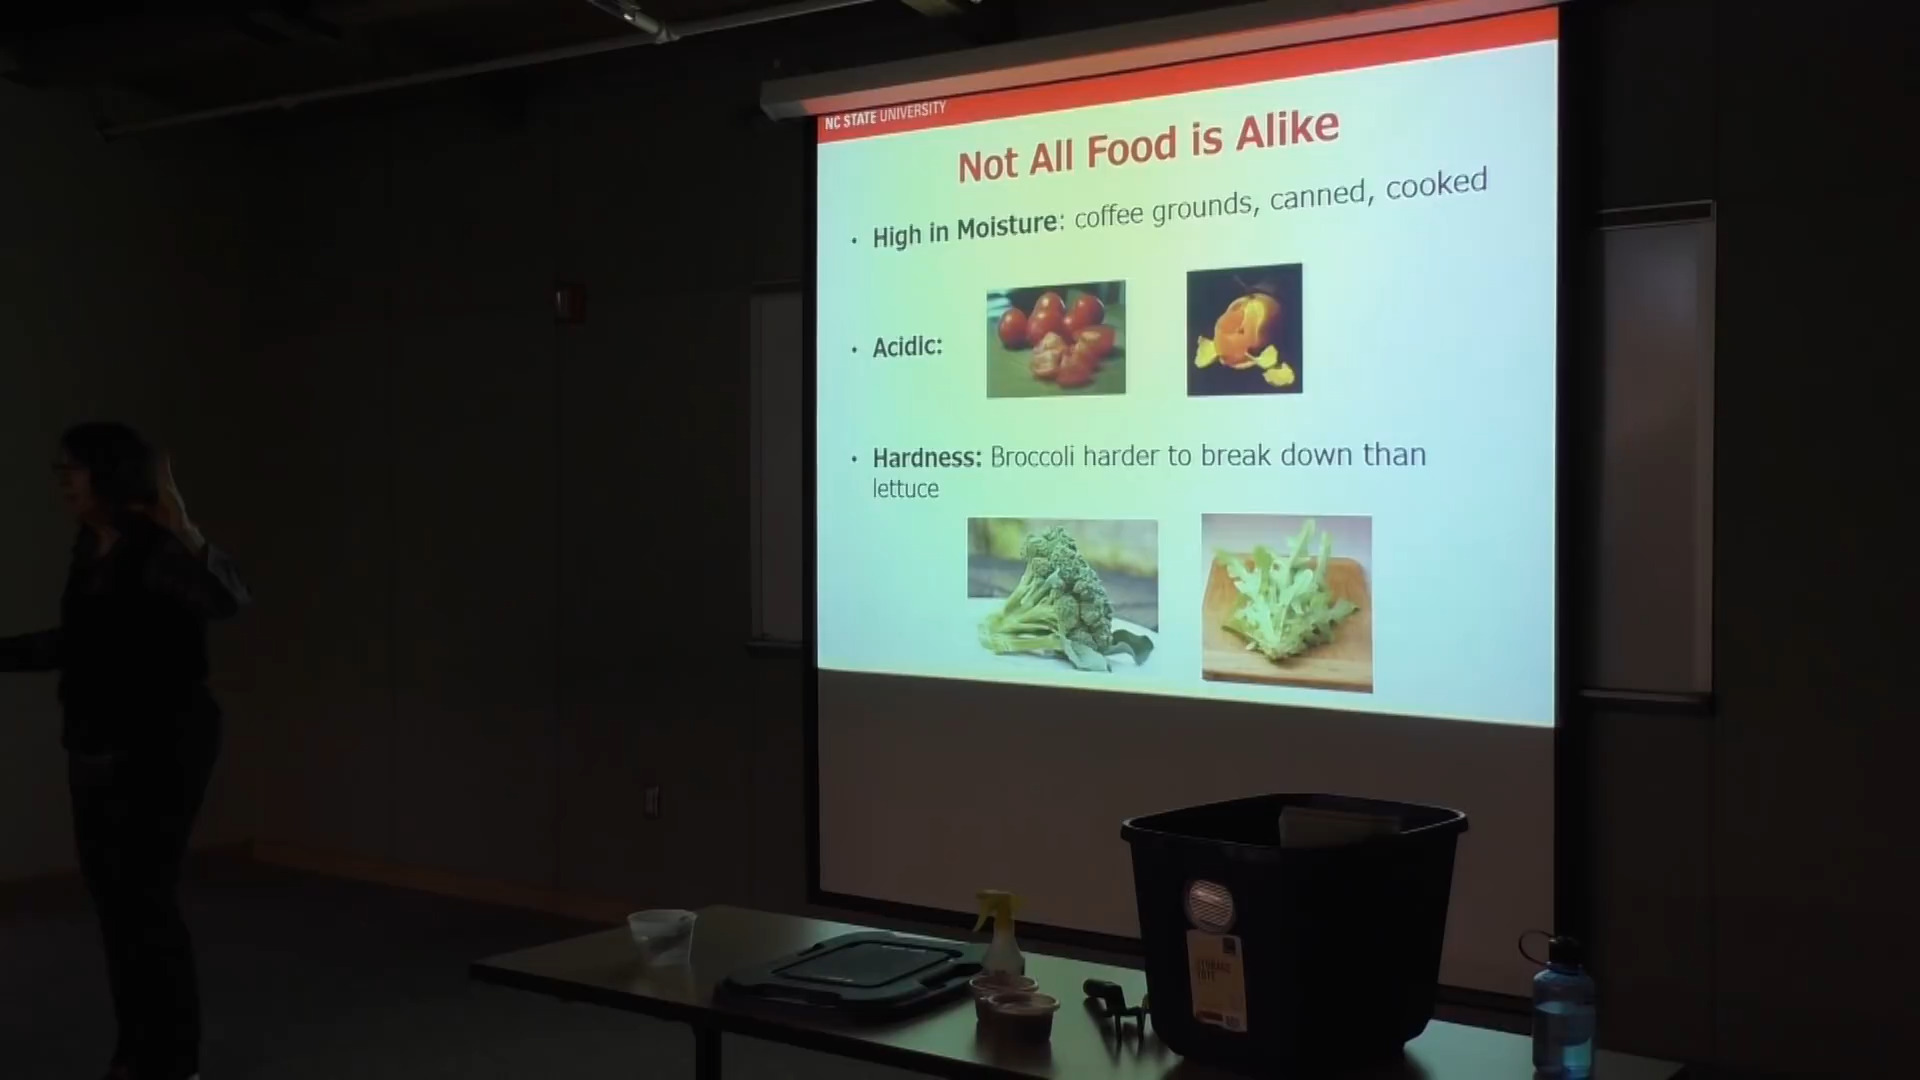 NC STATE UNIVERSITY
Not All Food is Alike
• High in Moisture: coffee grounds, canned, cooked
• Acidic:
• Hardness: Broccoli harder to break down than
lettuce